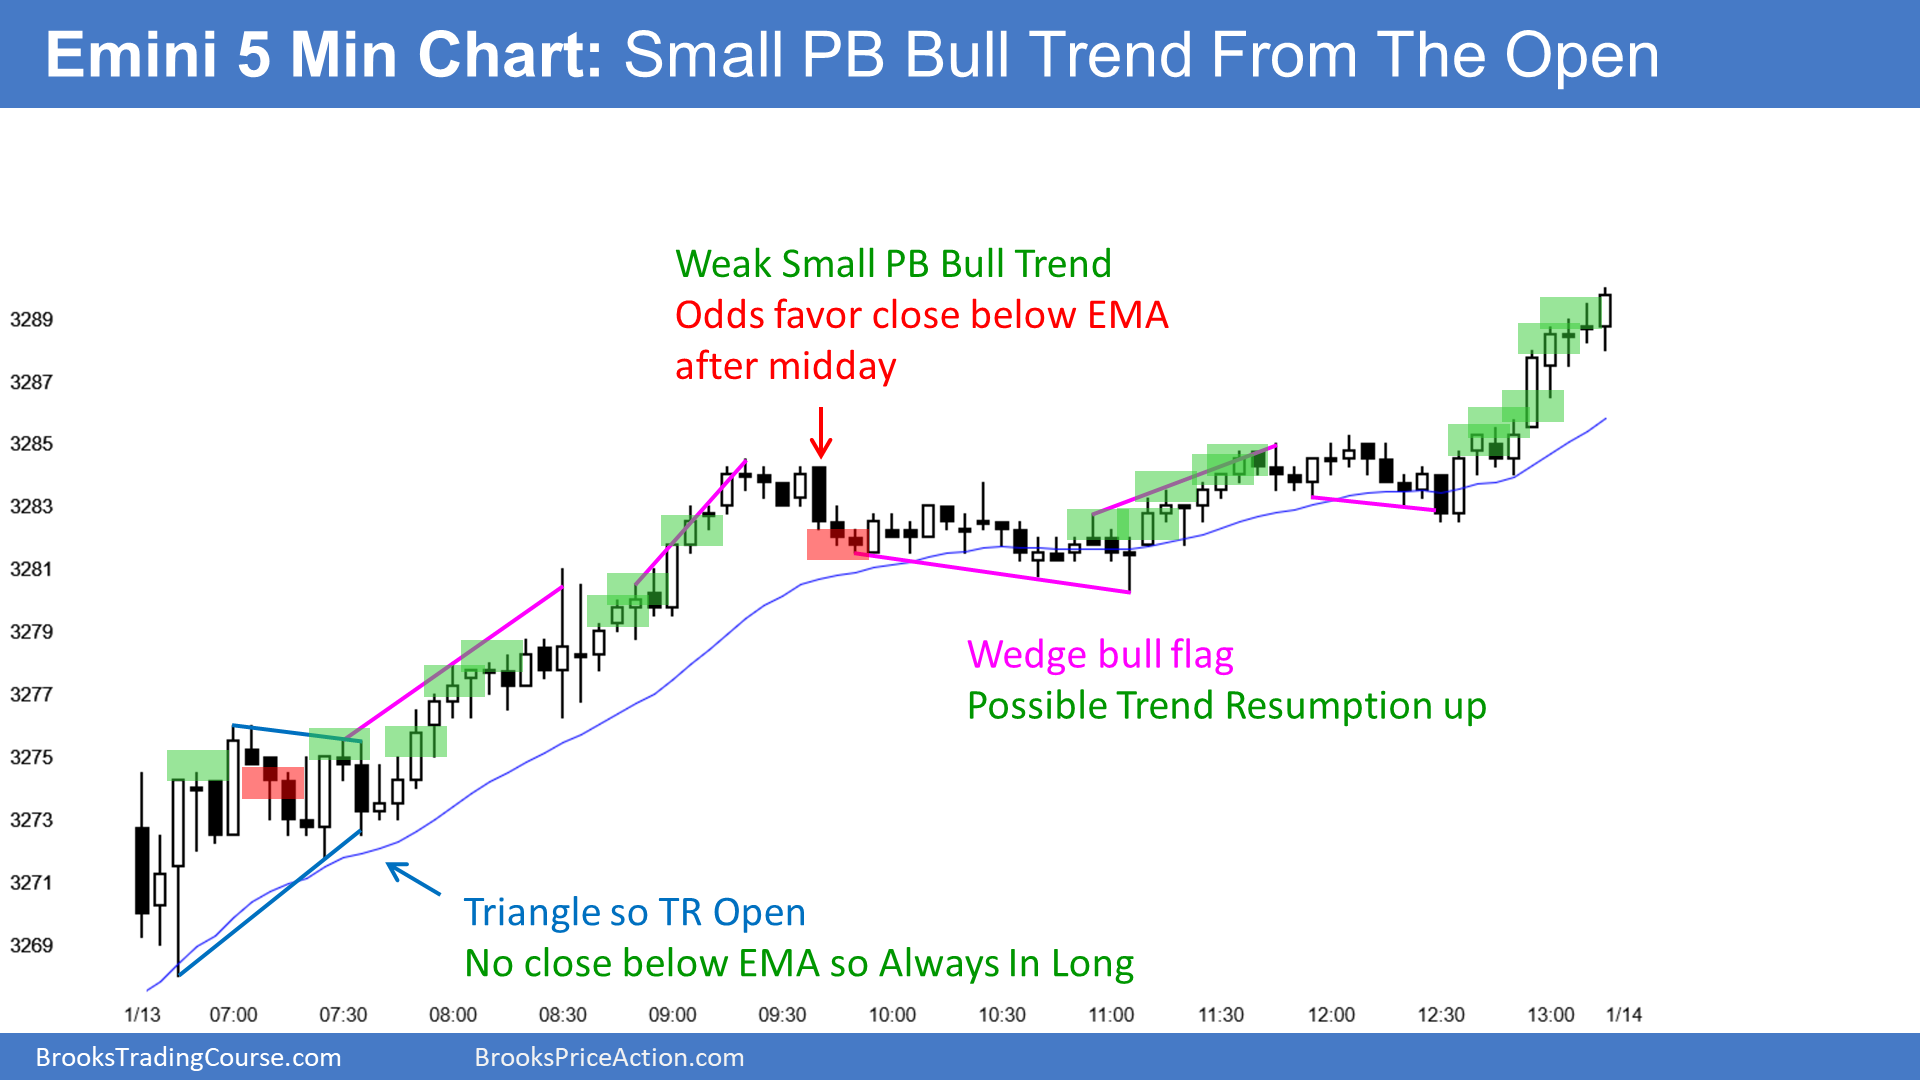 Emini 5 Min Chart: Small PB Bull Trend From The Open
Weak Small PB Bull Trend
Odds favor close below EMA
after midday
3289
3287
3285
3283
3281
3279
3277
3275
3273
3271
3269
Wedge bull flag
Possible Trend Resumption up
Triangle so TR Open
No close below EMA so Always In Long
1/13 07:00 07:30 08:00 08:30 09:00 09:30 10:00 10:30 11:00 11:30 12:00 12:30 13:00 1/14
BrooksTradingCourse.com BrooksPriceAction.com